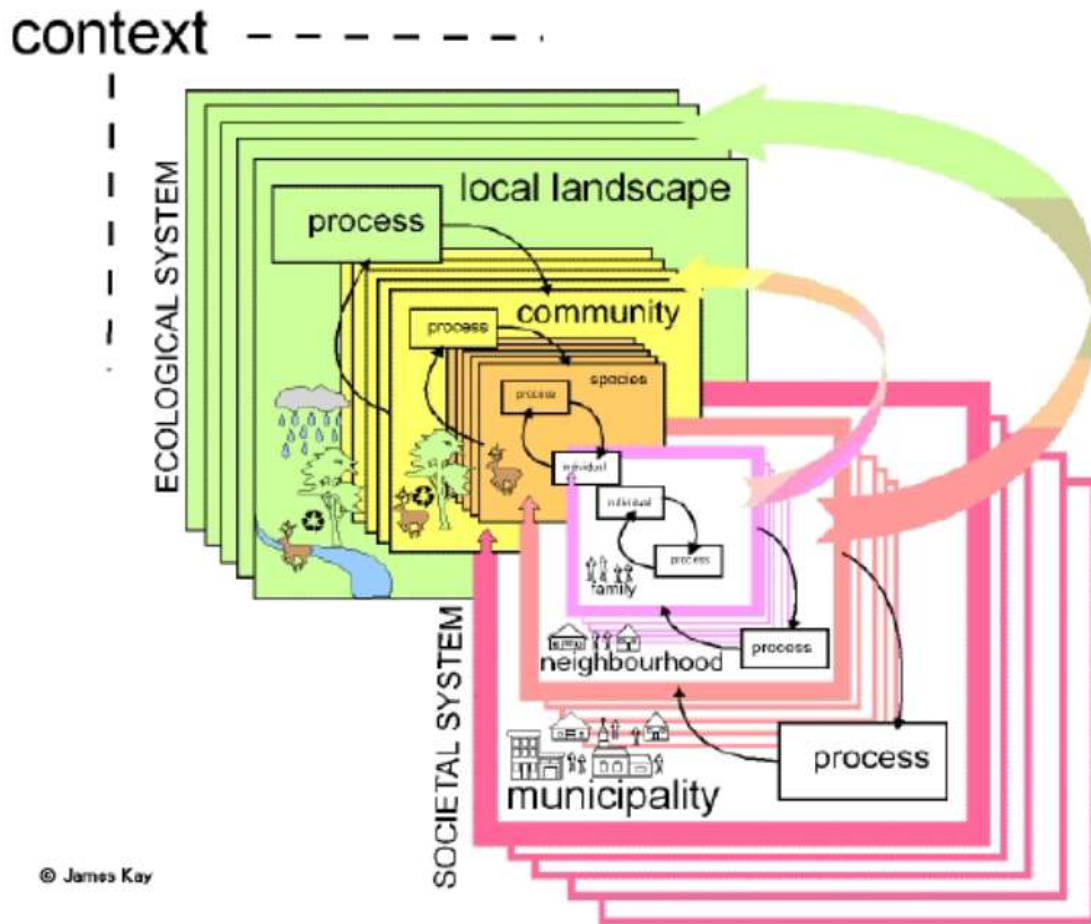 context
ECOLOGICAL SYSTEM
local landscape
process
community
process
species
process
individual
individual
process
family
process
neighbourhood
process
municipality
SOCIETAL SYSTEM
© James Kay